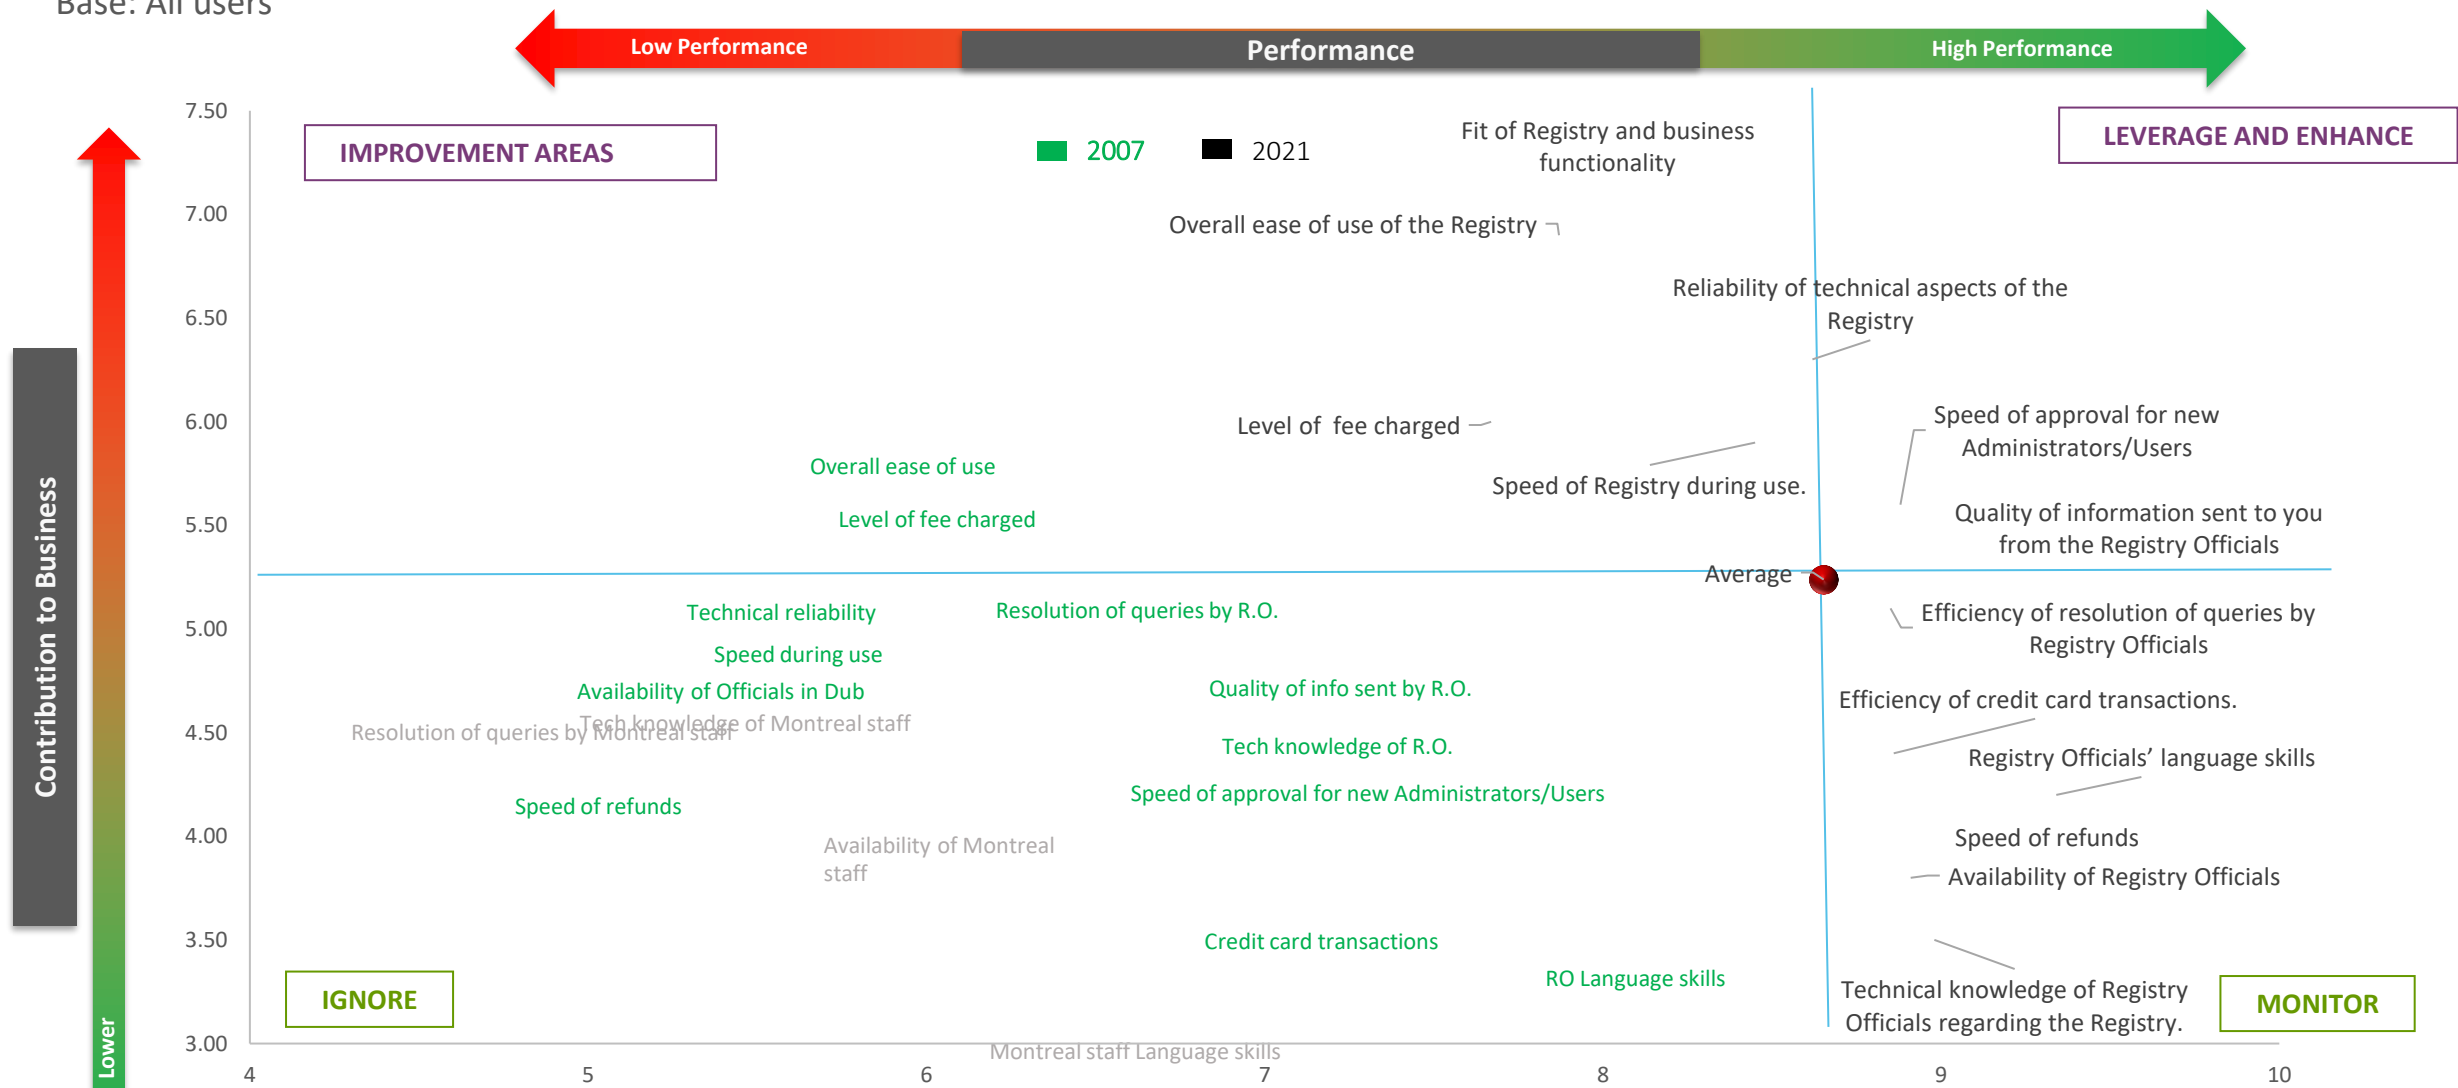 Base: All users
Low Performance
Performance
High Performance
7.50
IMPROVEMENT AREAS
2007
2021
Fit of Registry and business
functionality
LEVERAGE AND ENHANCE
7.00
Overall ease of use of the Registry
Reliability of technical aspects of the
Registry
6.50
6.00
Level of  fee charged
Speed of approval for new
Administrators/Users
Overall ease of use
Speed of Registry during use.
5.50
Level of fee charged
Quality of information sent to you
from the Registry Officials
Contribution to Business
Average
5.00
Technical reliability
Resolution of queries by R.O.
Efficiency of resolution of queries by
Registry Officials
Speed during use
Availability of Officials in Dub
Quality of info sent by R.O.
Efficiency of credit card transactions.
4.50
Tech knowledge of Montreal staff
Resolution of queries by Montreal staff
Tech knowledge of R.O.
Registry Officials’ language skills
Speed of refunds
Speed of approval for new Administrators/Users
4.00
Availability of Montreal
staff
Speed of refunds
Availability of Registry Officials
3.50
Credit card transactions
RO Language skills
IGNORE
Technical knowledge of Registry
Officials regarding the Registry.
MONITOR
Lower
3.00
Montreal staff Language skills
4
5
6
7
8
9
10